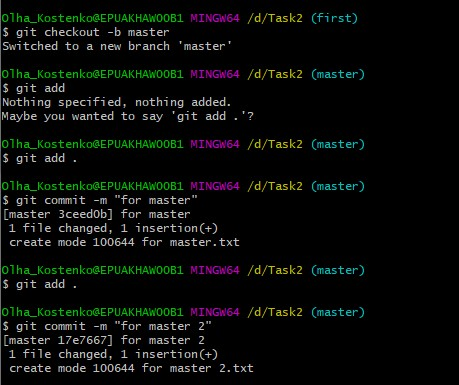 Olha_Kostenko@EPUAKHAW00B1 MINGW64 /d/Task2 (first)
$ git checkout -b master
Switched to a new branch 'master'
Olha_Kostenko@EPUAKHAW00B1 MINGW64 /d/Task2 (master)
$ git add
Nothing specified, nothing added.
Maybe you wanted to say 'git add .'?
Olha_Kostenko@EPUAKHAW00B1 MINGW64 /d/Task2 (master)
$ git add .
Olha_Kostenko@EPUAKHAW00B1 MINGW64 /d/Task2 (master)
$ git commit -m "for master"
[master 3ceed0b] for master
 1 file changed, 1 insertion(+)
 create mode 100644 for master.txt
Olha_Kostenko@EPUAKHAW00B1 MINGW64 /d/Task2 (master)
$ git add .
Olha_Kostenko@EPUAKHAW00B1 MINGW64 /d/Task2 (master)
$ git commit -m "for master 2"
[master 17e7667] for master 2
 1 file changed, 1 insertion(+)
 create mode 100644 for master 2.txt